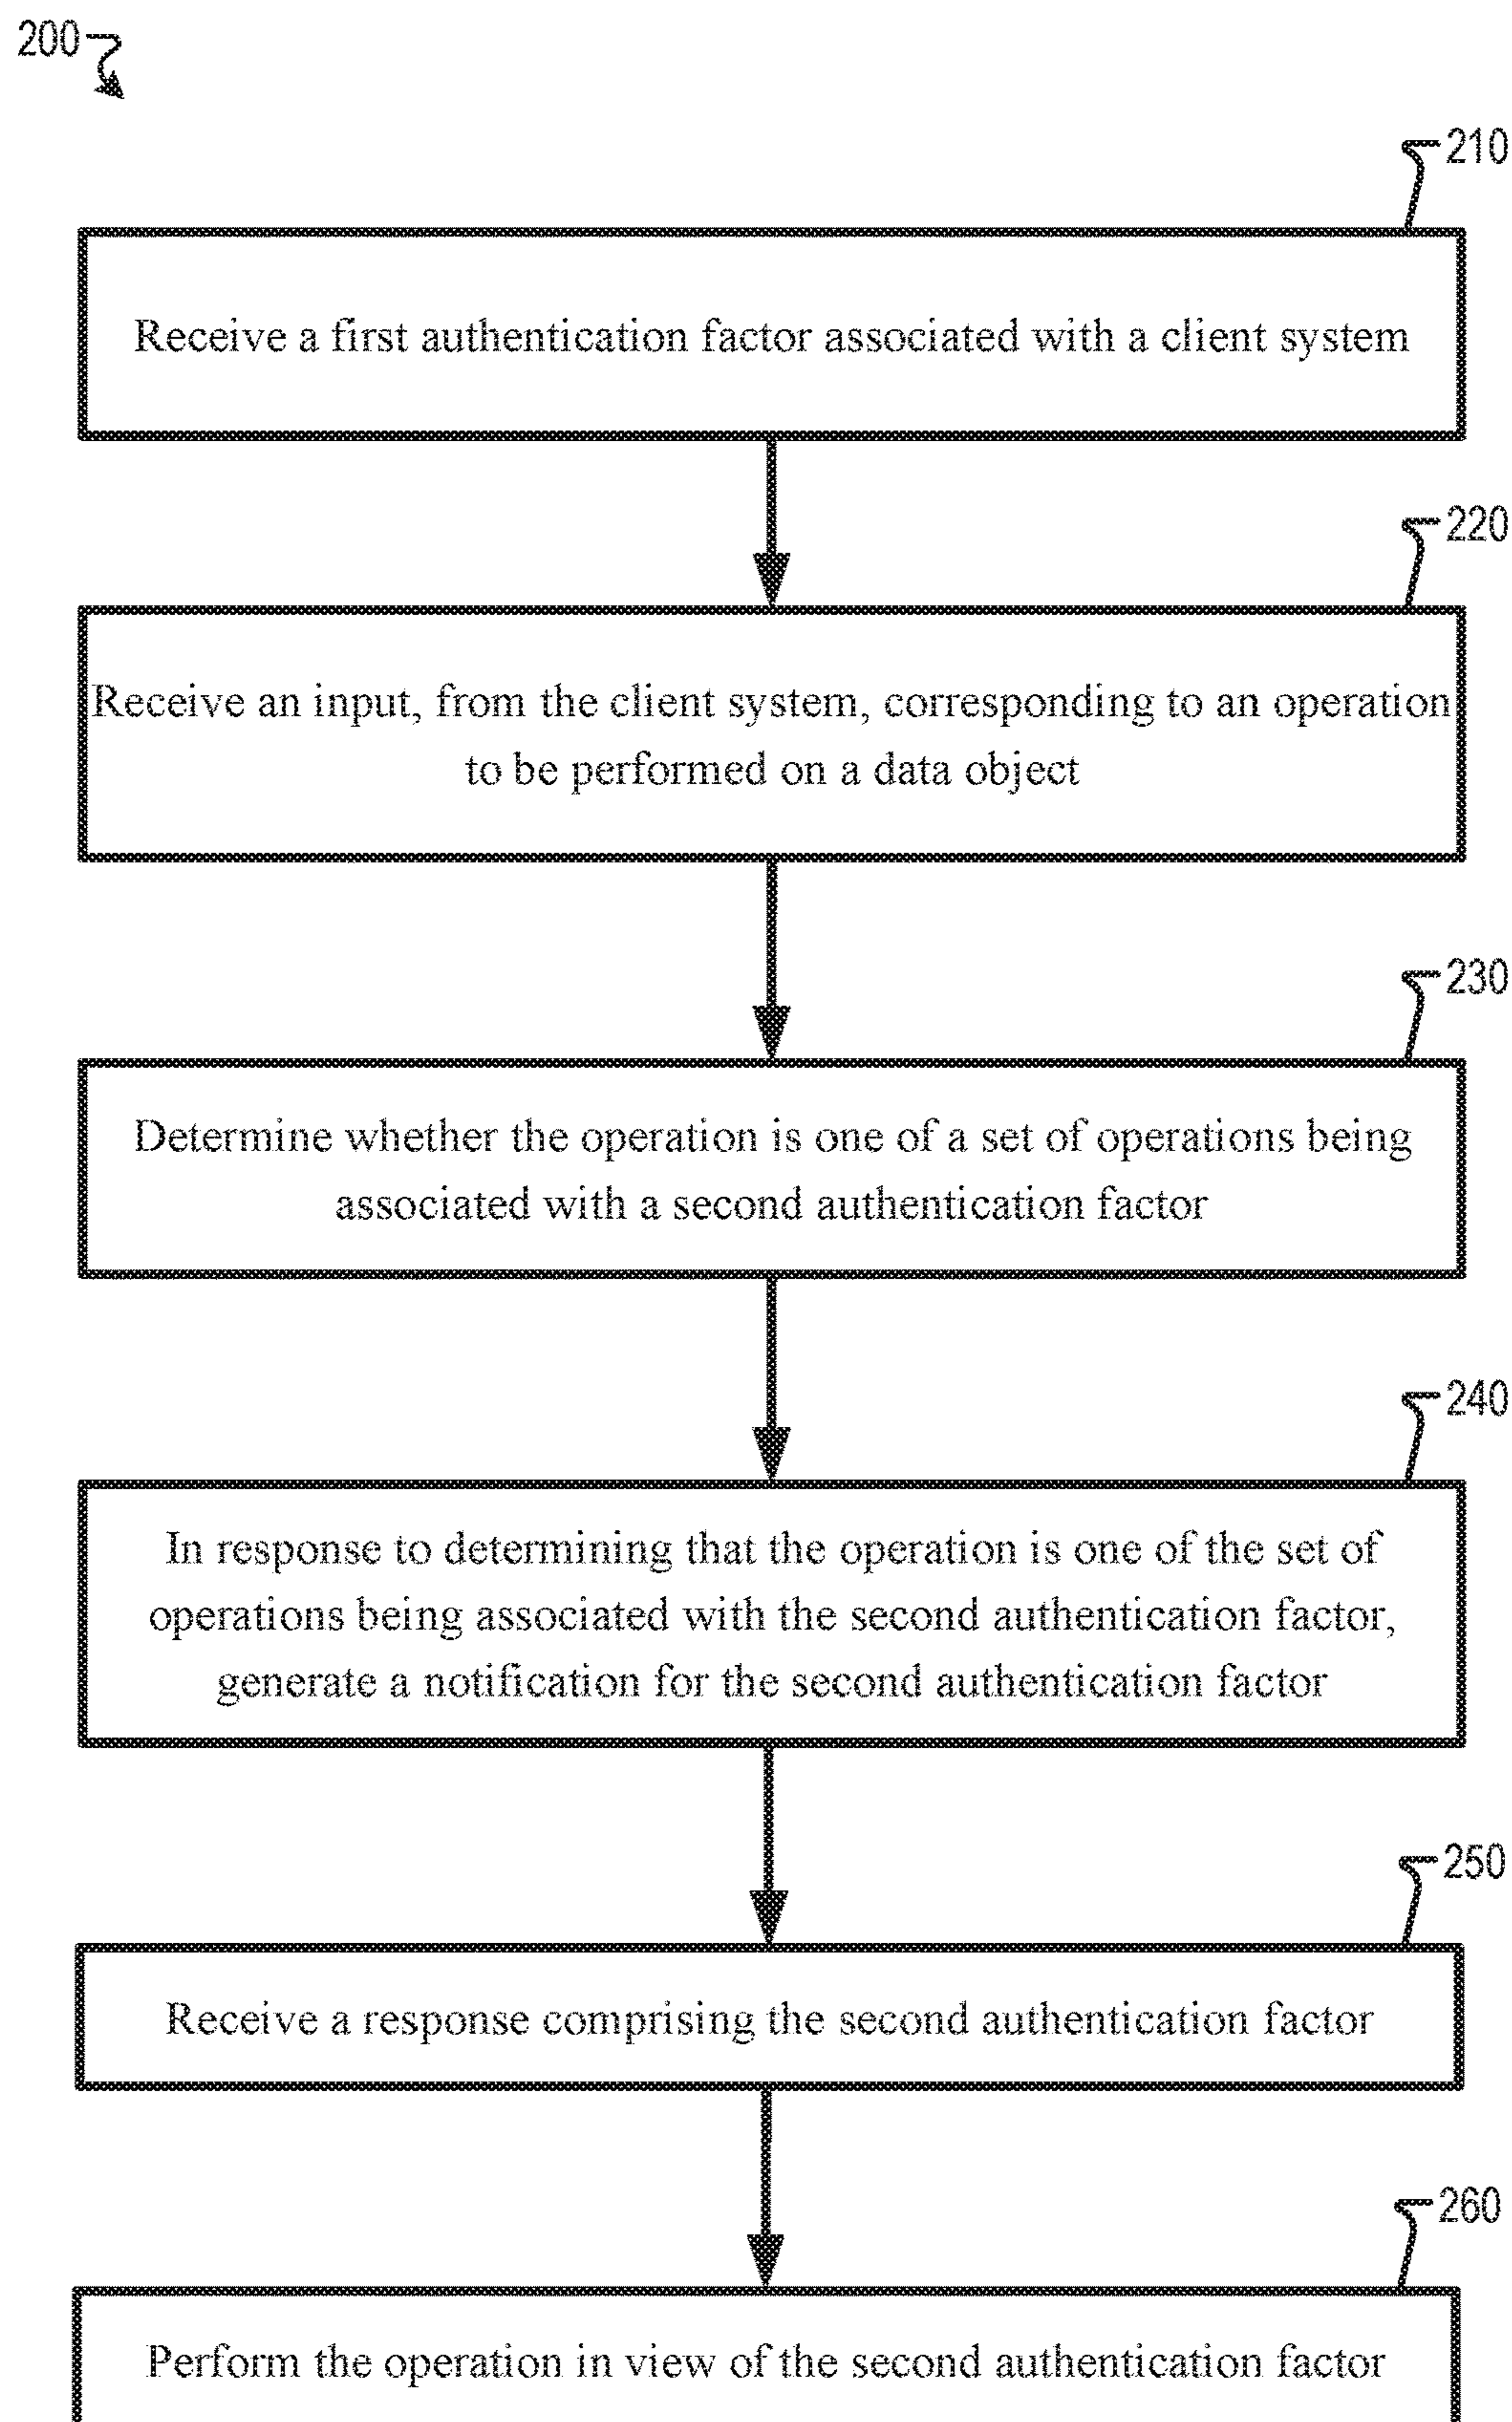 200
210
Receive a first authentication factor associated with a client system
220
Receive an input, from the client system, corresponding to an operation
to be performed on a data object
230
Determine whether the operation is one of a set of operations being
associated with a second authentication factor
240
In response to determining that the operation is one of the set of
operations being associated with the second authentication factor,
generate a notification for the second authentication factor
250
Receive a response comprising the second authentication factor
260
Perform the operation in view of the second authentication factor